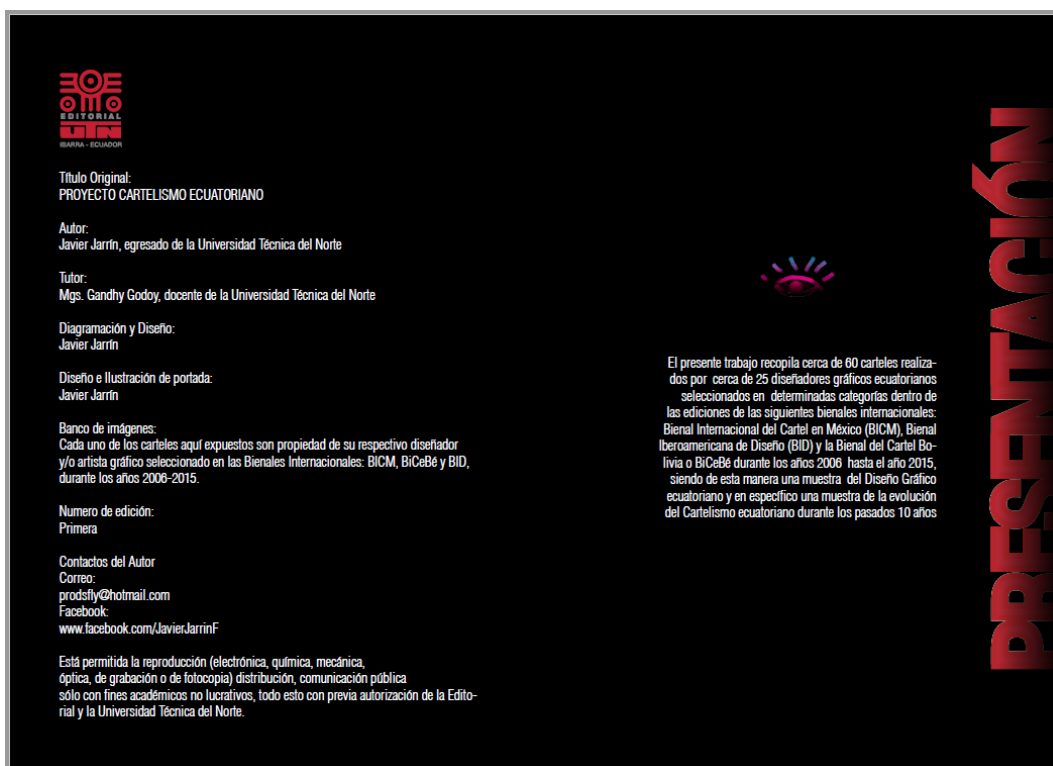 EDITORIAL
UTN
IBARRA - ECUADOR
Título Original:
PROYECTO CARTELISMO ECUATORIANO
Autor:
Javier Jarrín, egresado de la Universidad Técnica del Norte
Tutor:
Mgs. Gandhy Godoy, docente de la Universidad Técnica del Norte
Diagramación y Diseño:
Javier Jarrín
Diseño e Ilustración de portada:
Javier Jarrín
Banco de imágenes:
Cada uno de los carteles aquí expuestos son propiedad de su respectivo diseñador
y/o artista gráfico seleccionado en las Bienales Internacionales: BICM, BiCeBé y BID,
durante los años 2006-2015.
Numero de edición:
Primera
Contactos del Autor
Correo:
prodsfly@hotmail.com
Facebook:
www.facebook.com/JavierJarrinF
Está permitida la reproducción (electrónica, química, mecánica,
óptica, de grabación o de fotocopia) distribución, comunicación pública
sólo con fines académicos no lucrativos, todo esto con previa autorización de la Edito-
rial y la Universidad Técnica del Norte.
El presente trabajo recopila cerca de 60 carteles realiza-
dos por cerca de 25 diseñadores gráficos ecuatorianos
seleccionados en determinadas categorías dentro de
las ediciones de las siguientes bienales internacionales:
Bienal Internacional del Cartel en México (BICM), Bienal
Iberoamericana de Diseño (BID) y la Bienal del Cartel Bo-
livia o BiCeBé durante los años 2006 hasta el año 2015,
siendo de esta manera una muestra del Diseño Gráfico
ecuatoriano y en específico una muestra de la evolución
del Cartelismo ecuatoriano durante los pasados 10 años
PRESENTACIÓN